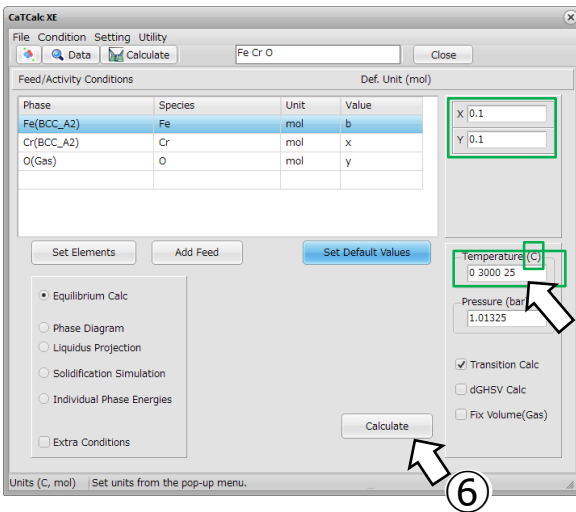 CaTCalc XE
File Condition Setting Utility
Data Calculate Fe Cr O Close
Feed/Activity Conditions Def. Unit (mol)
Phase Species Unit Value
Fe(BCC_A2) Fe mol b
Cr(BCC_A2) Cr mol x
O(Gas) O mol y
X 0.1
Y 0.1
Set Elements Add Feed Set Default Values
Temperature (C)
0 3000 25
Pressure (bar
1.01325
Equilibrium Calc
Phase Diagram
Liquidus Projection
Solidification Simulation
Individual Phase Energies
Extra Conditions
Transition Calc
dGHSV Calc
Fix Volume(Gas)
Calculate
⑥
Units (C, mol) Set units from the pop-up menu.